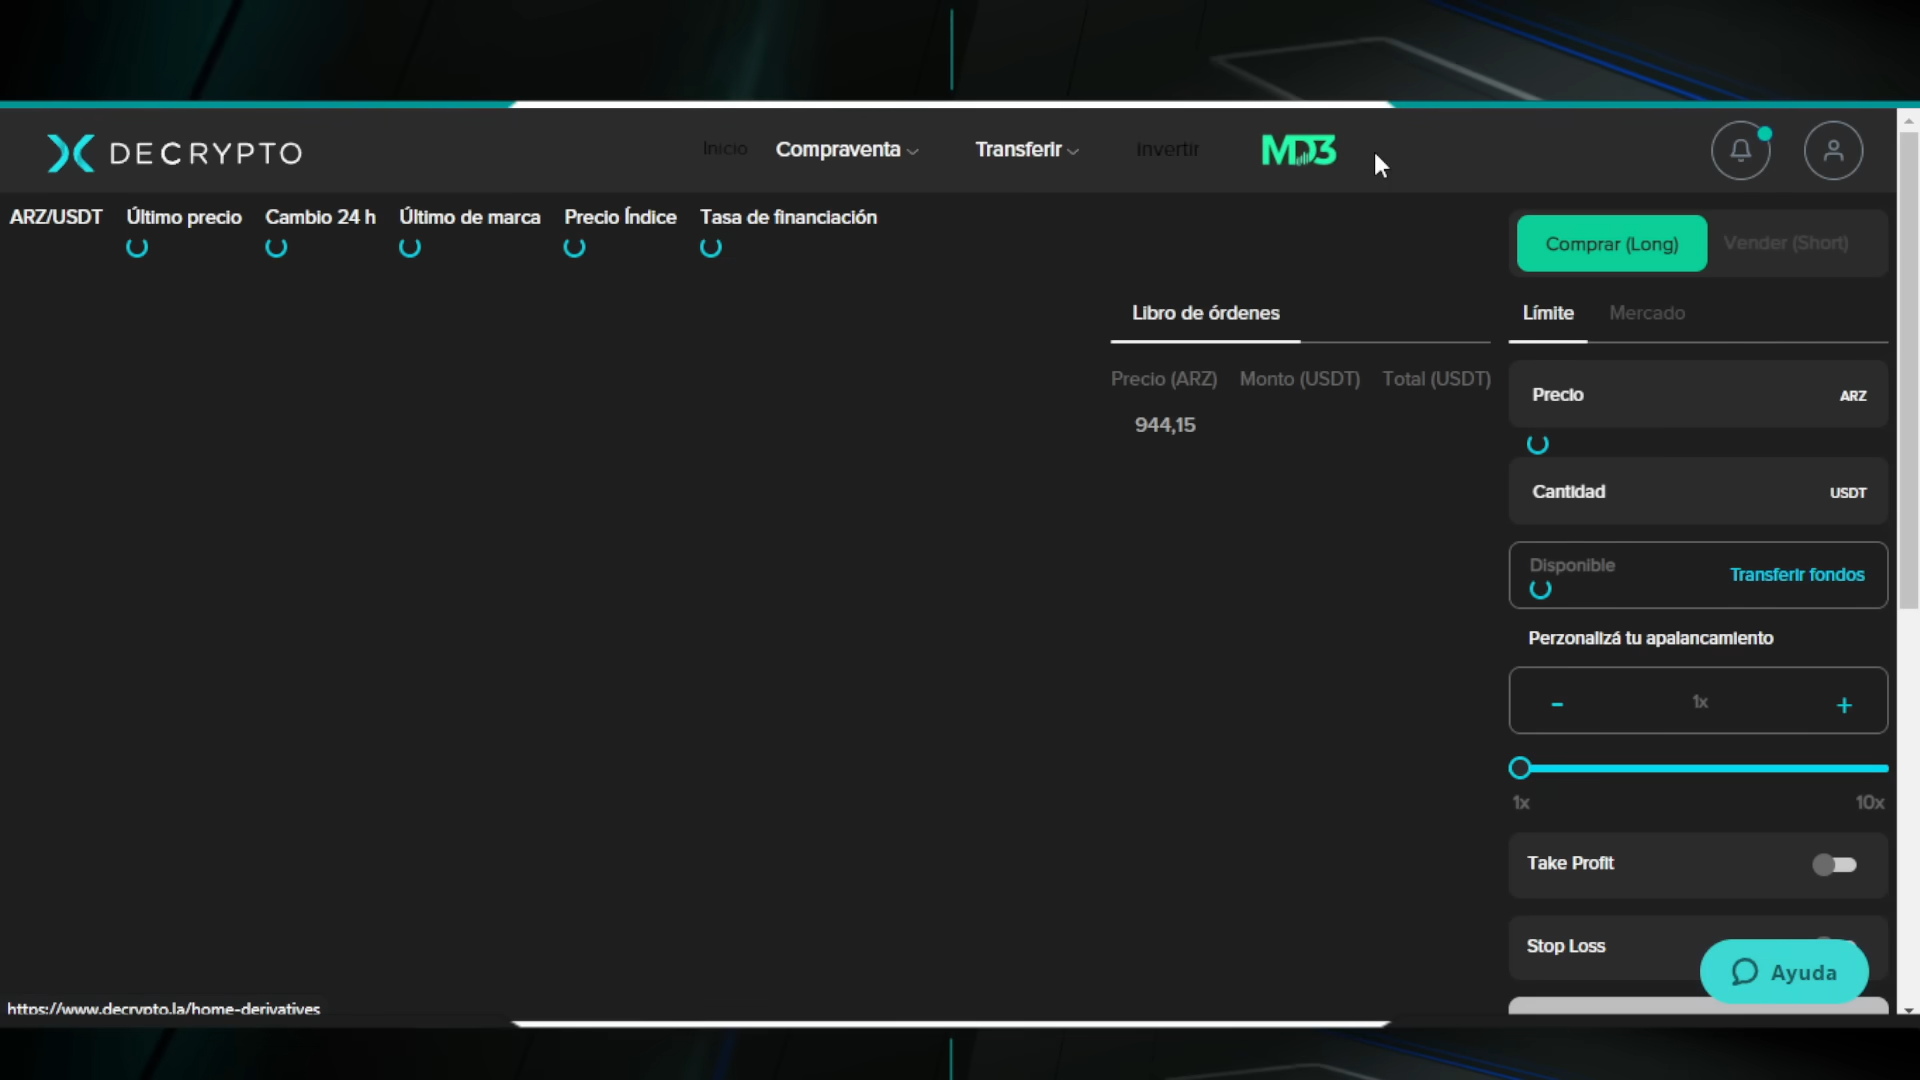 DECRYPTO
Inicio
Compraventa
Transferir
Invertir
MD3
ARZ/USDT
Último precio
Cambio 24 h
Último de marca
Precio Índice
Tasa de financiación
Comprar (Long)
Vender (Short)
Libro de órdenes
Límite
Mercado
Precio (ARZ)
Monto (USDT)
Total (USDT)
944,15
Precio
ARZ
Cantidad
USDT
Disponible
Transferir fondos
Perzonalizá tu apalancamiento
-
1x
+
1x
10x
Take Profit
Stop Loss
Ayuda
https://www.decrypto.la/home-derivatives